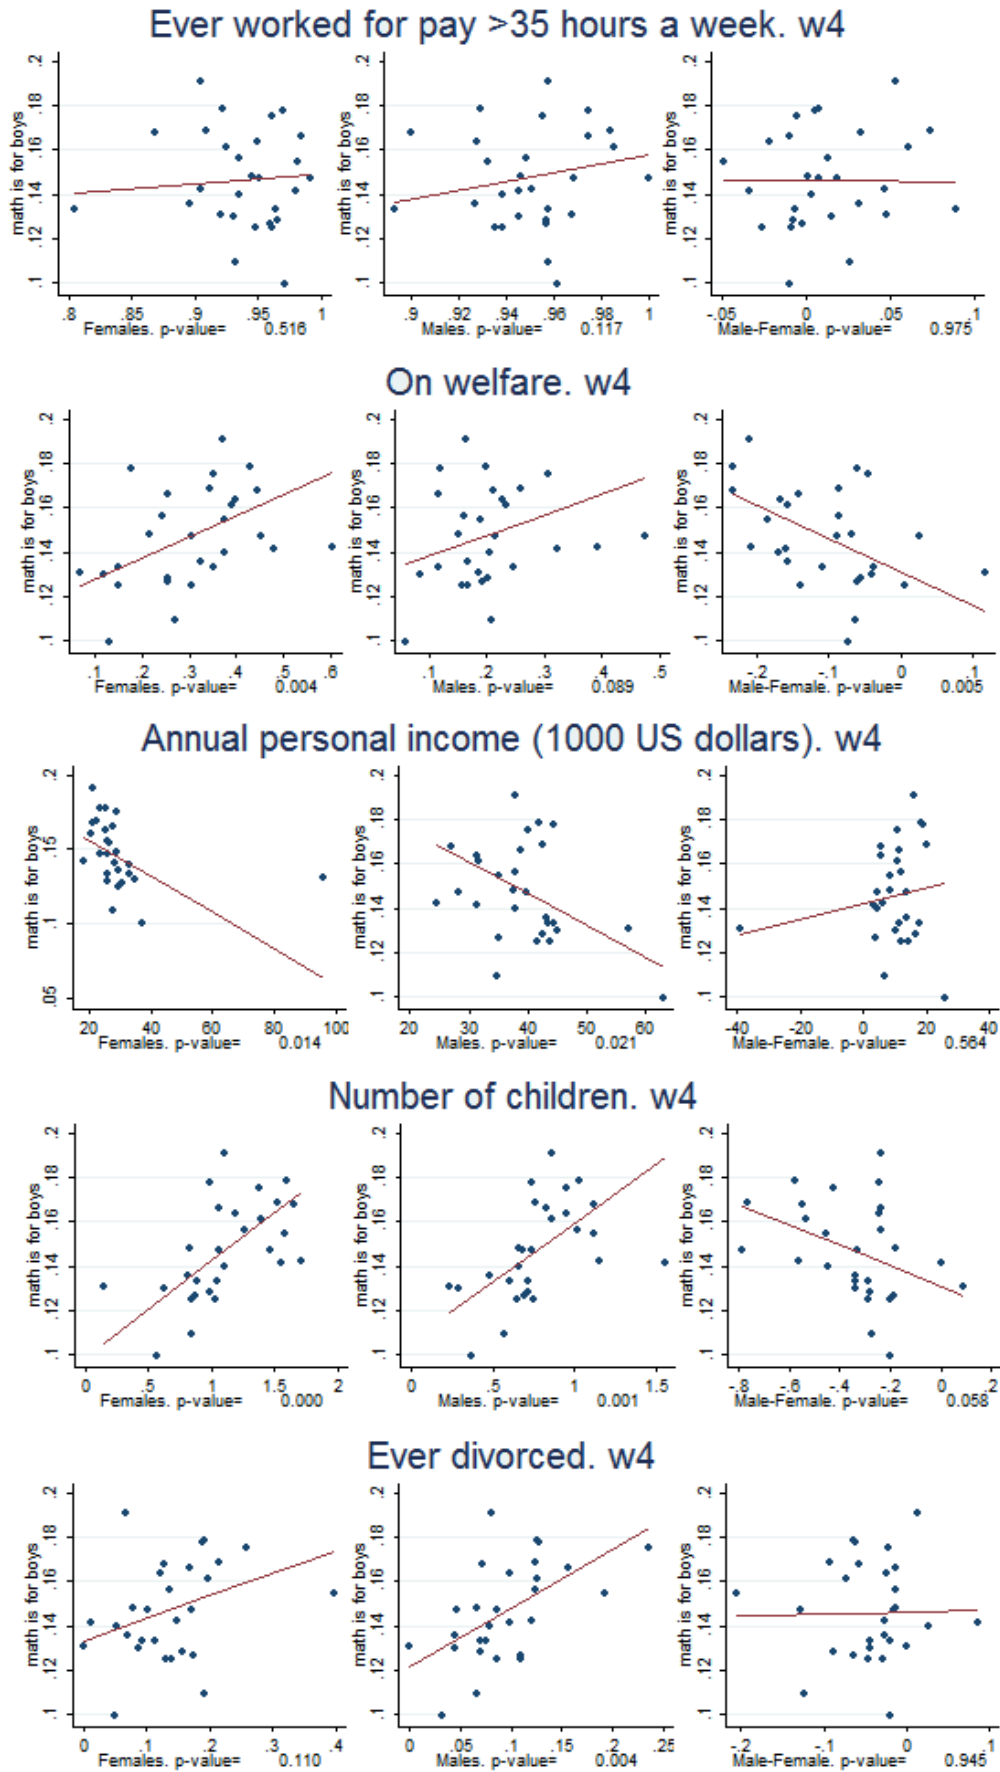 Ever worked for pay >35 hours a week. w4
math is for boys
.1 .12 .14 .16 .18 .2
.8 .85 .9 .95 1
Females. p-value= 0.516
math is for boys
.1 .12 .14 .16 .18 .2
.9 .92 .94 .96 .98 1
Males. p-value= 0.117
math is for boys
.1 .12 .14 .16 .18 .2
-.05 0 .05 .1
Male-Female. p-value= 0.975
On welfare. w4
math is for boys
.1 .12 .14 .16 .18 .2
.1 .2 .3 .4 .5 .6
Females. p-value= 0.004
math is for boys
.1 .12 .14 .16 .18 .2
.1 .2 .3 .4 .5
Males. p-value= 0.089
math is for boys
.1 .12 .14 .16 .18 .2
-.2 -.1 0 .1
Male-Female. p-value= 0.005
Annual personal income (1000 US dollars). w4
math is for boys
.05 .1 .15 .2
20 40 60 80 100
Females. p-value= 0.014
math is for boys
.1 .12 .14 .16 .18 .2
20 30 40 50 60
Males. p-value= 0.021
math is for boys
.1 .12 .14 .16 .18 .2
-40 -20 0 20 40
Male-Female. p-value= 0.564
Number of children. w4
math is for boys
.1 .12 .14 .16 .18 .2
0 .5 1 1.5 2
Females. p-value= 0.000
math is for boys
.1 .12 .14 .16 .18 .2
0 .5 1 1.5
Males. p-value= 0.001
math is for boys
.1 .12 .14 .16 .18 .2
-.8 -.6 -.4 -.2 0 .2
Male-Female. p-value= 0.058
Ever divorced. w4
math is for boys
.1 .12 .14 .16 .18 .2
0 .1 .2 .3 .4
Females. p-value= 0.110
math is for boys
.1 .12 .14 .16 .18 .2
0 .05 .1 .15 .2 .25
Males. p-value= 0.004
math is for boys
.1 .12 .14 .16 .18 .2
-.2 -.1 0 .1
Male-Female. p-value= 0.945